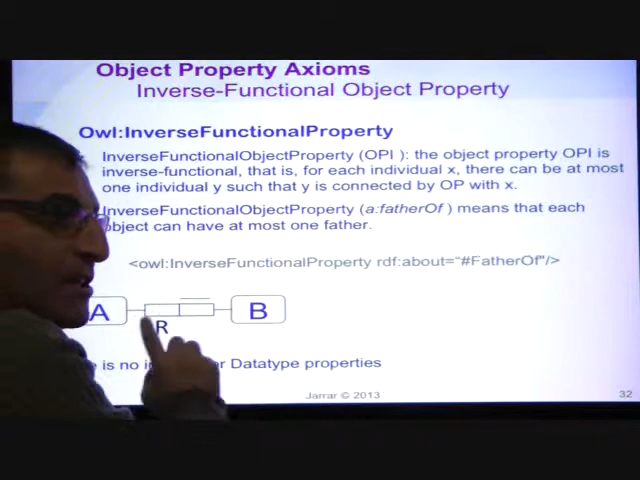 Object Property Axioms
Inverse-Functional Object Property
Owl:InverseFunctionalProperty
InverseFunctionalObjectProperty (OPI ): the object property OPI is
inverse-functional, that is, for each individual x, there can be at most
one individual y such that y is connected by OP with x.
InverseFunctionalObjectProperty (a:fatherOf ) means that each
object can have at most one father.
<owl:InverseFunctionalProperty rdf:about="#FatherOf"/>
A B
R
is no Datatype properties
Jarrar © 2013 32